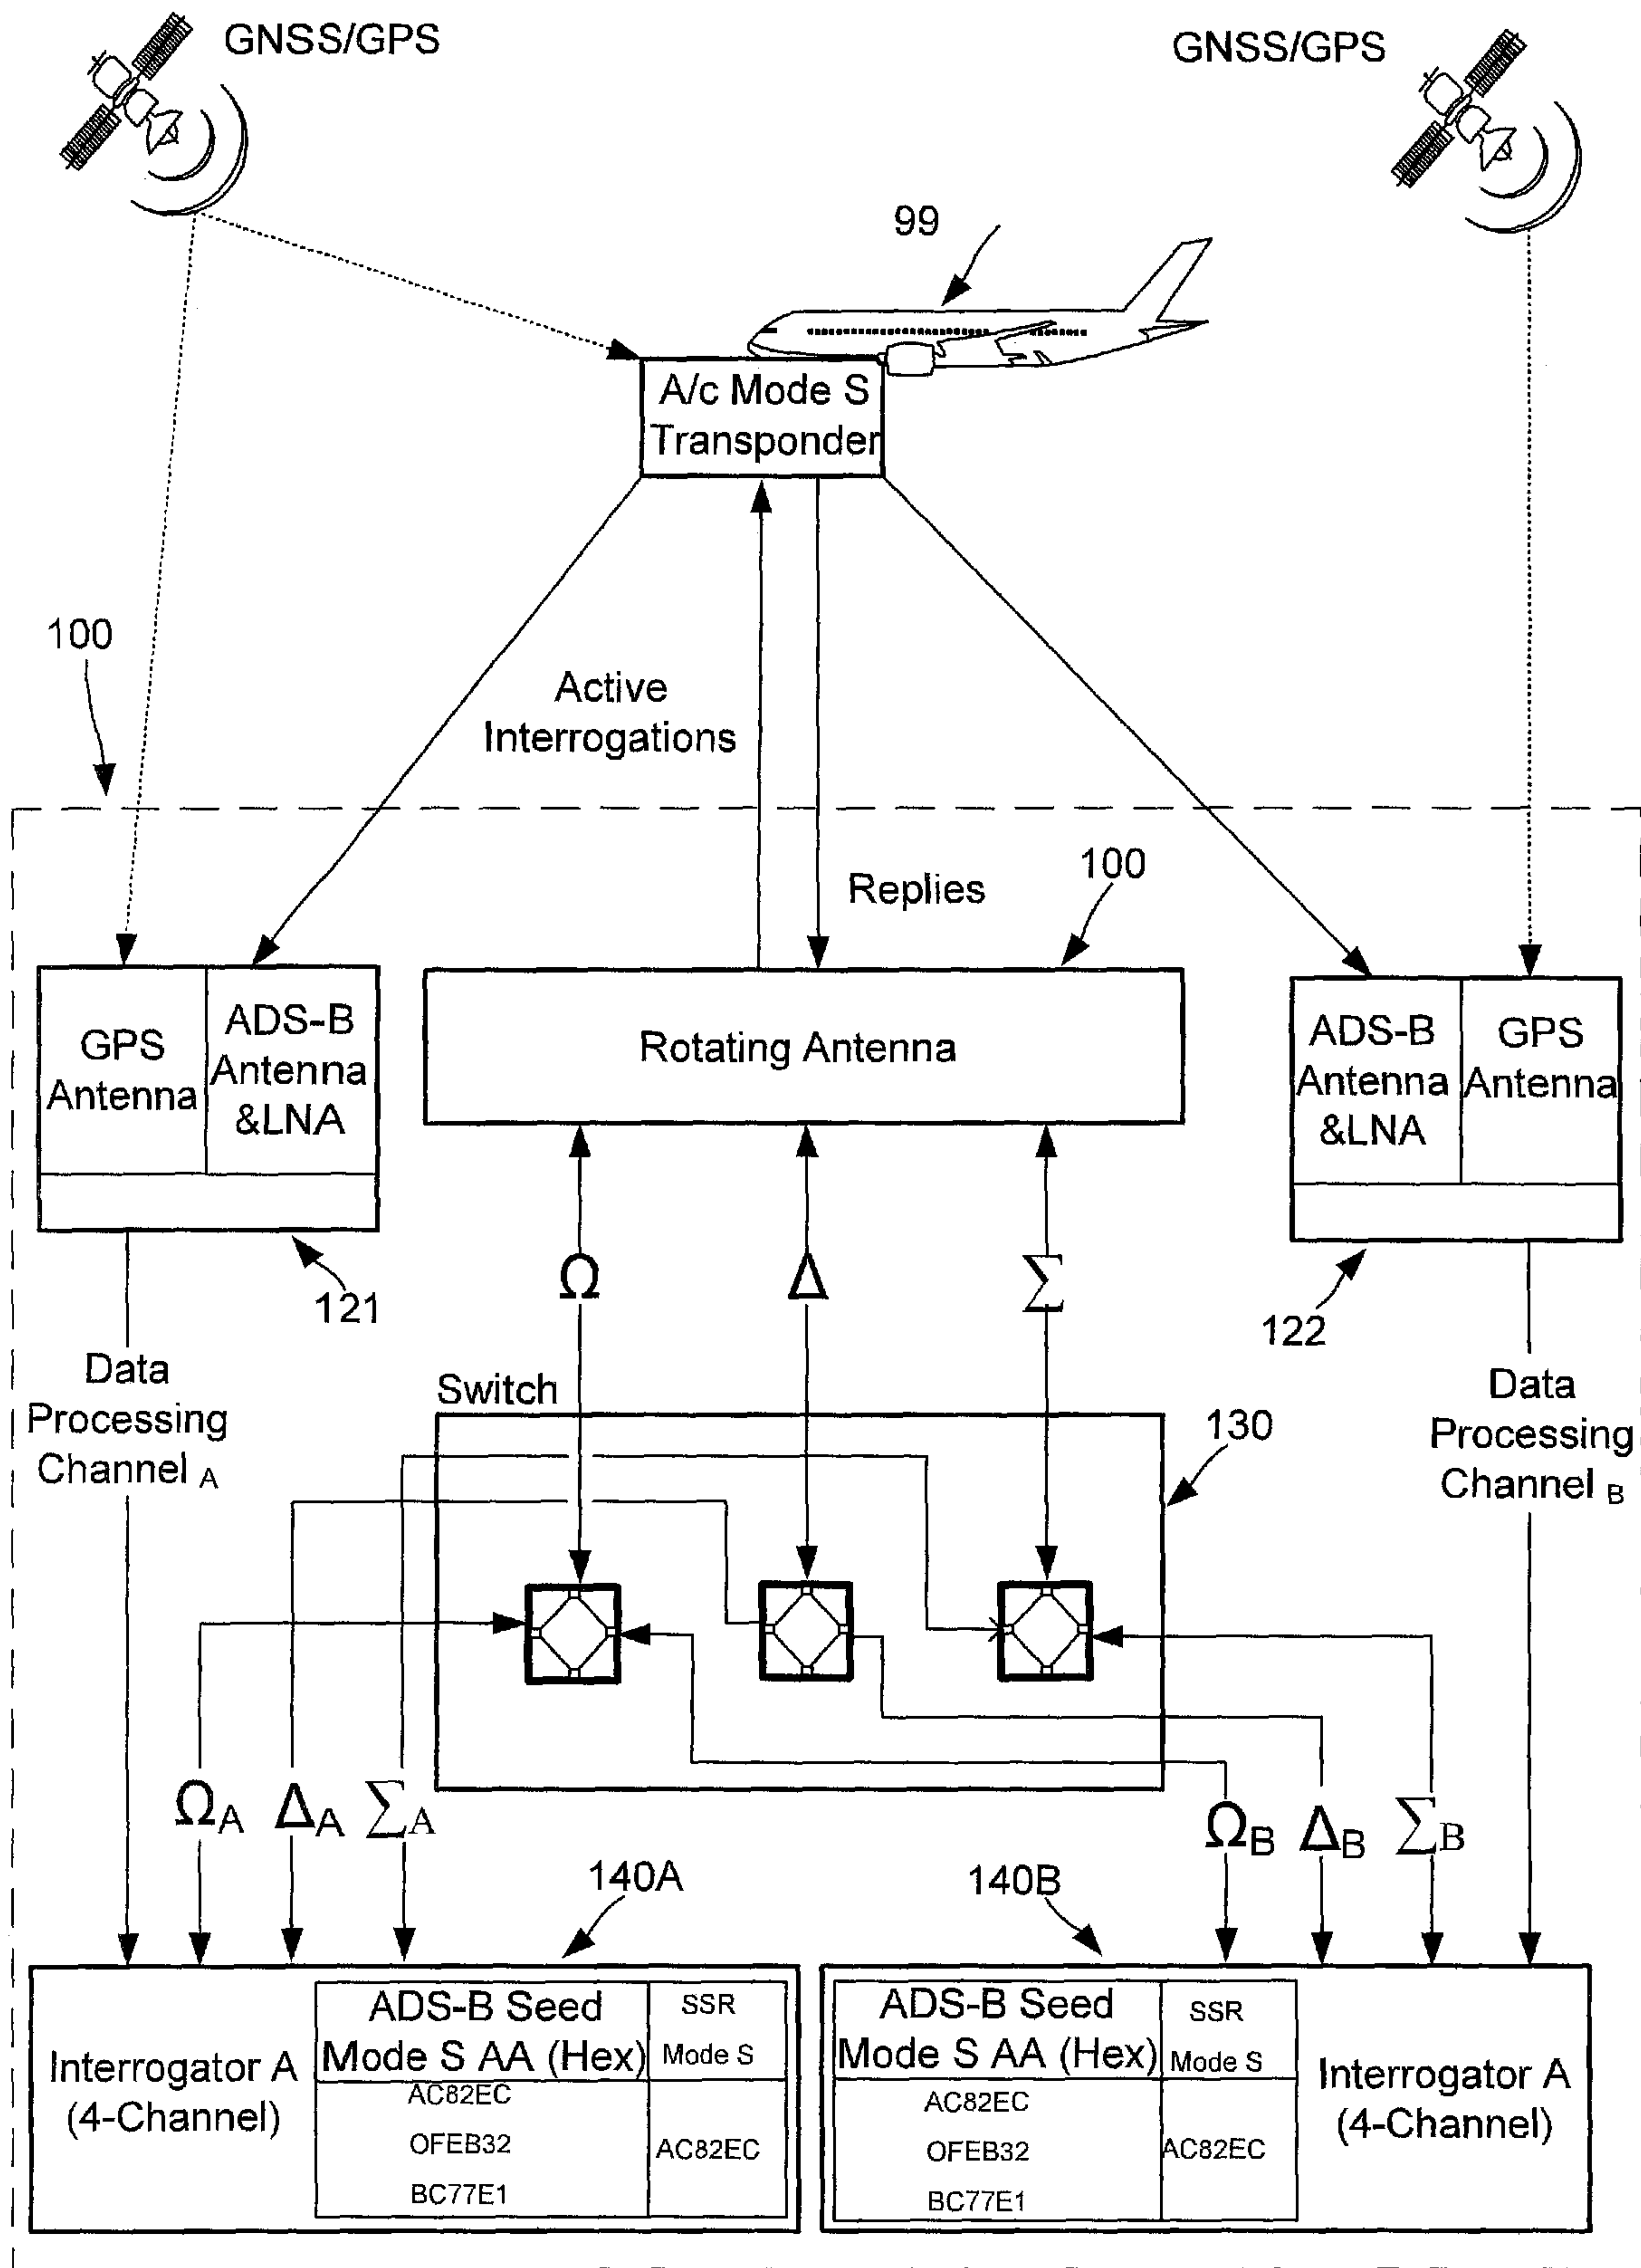 GNSS/GPS
GNSS/GPS
99
A/c Mode S
Transponder
100
Active
Interrogations
Replies
100
GPS
Antenna
ADS-B
Antenna
&LNA
Rotating Antenna
ADS-B
Antenna
&LNA
GPS
Antenna
121
Ω
Δ
Σ
122
Data
Processing
Channel A
Switch
130
Data
Processing
Channel B
ΩA
ΔA
ΣA
ΩB
ΔB
ΣB
140A
140B
Interrogator A
(4-Channel)
ADS-B Seed
Mode S AA (Hex)
SSR
Mode S
AC82EC
OFEB32
BC77E1
AC82EC
ADS-B Seed
Mode S AA (Hex)
SSR
Mode S
AC82EC
OFEB32
BC77E1
AC82EC
Interrogator A
(4-Channel)